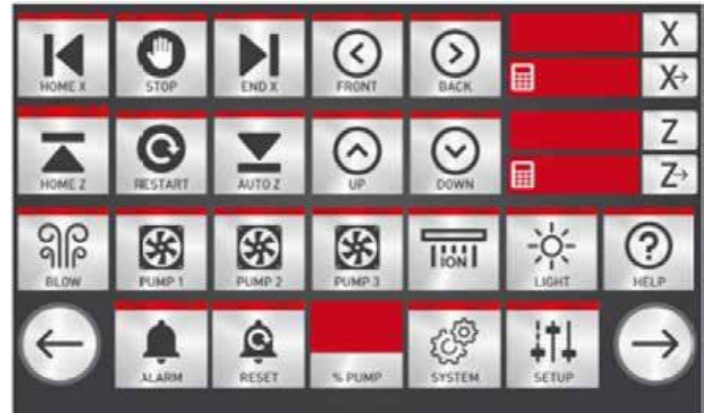 HOME X STOP END X FRONT BACK X
X→
HOME Z RESTART AUTO Z UP DOWN Z
Z→
BLOW PUMP 1 PUMP 2 PUMP 3 ION LIGHT HELP
ALARM RESET % PUMP SYSTEM SETUP